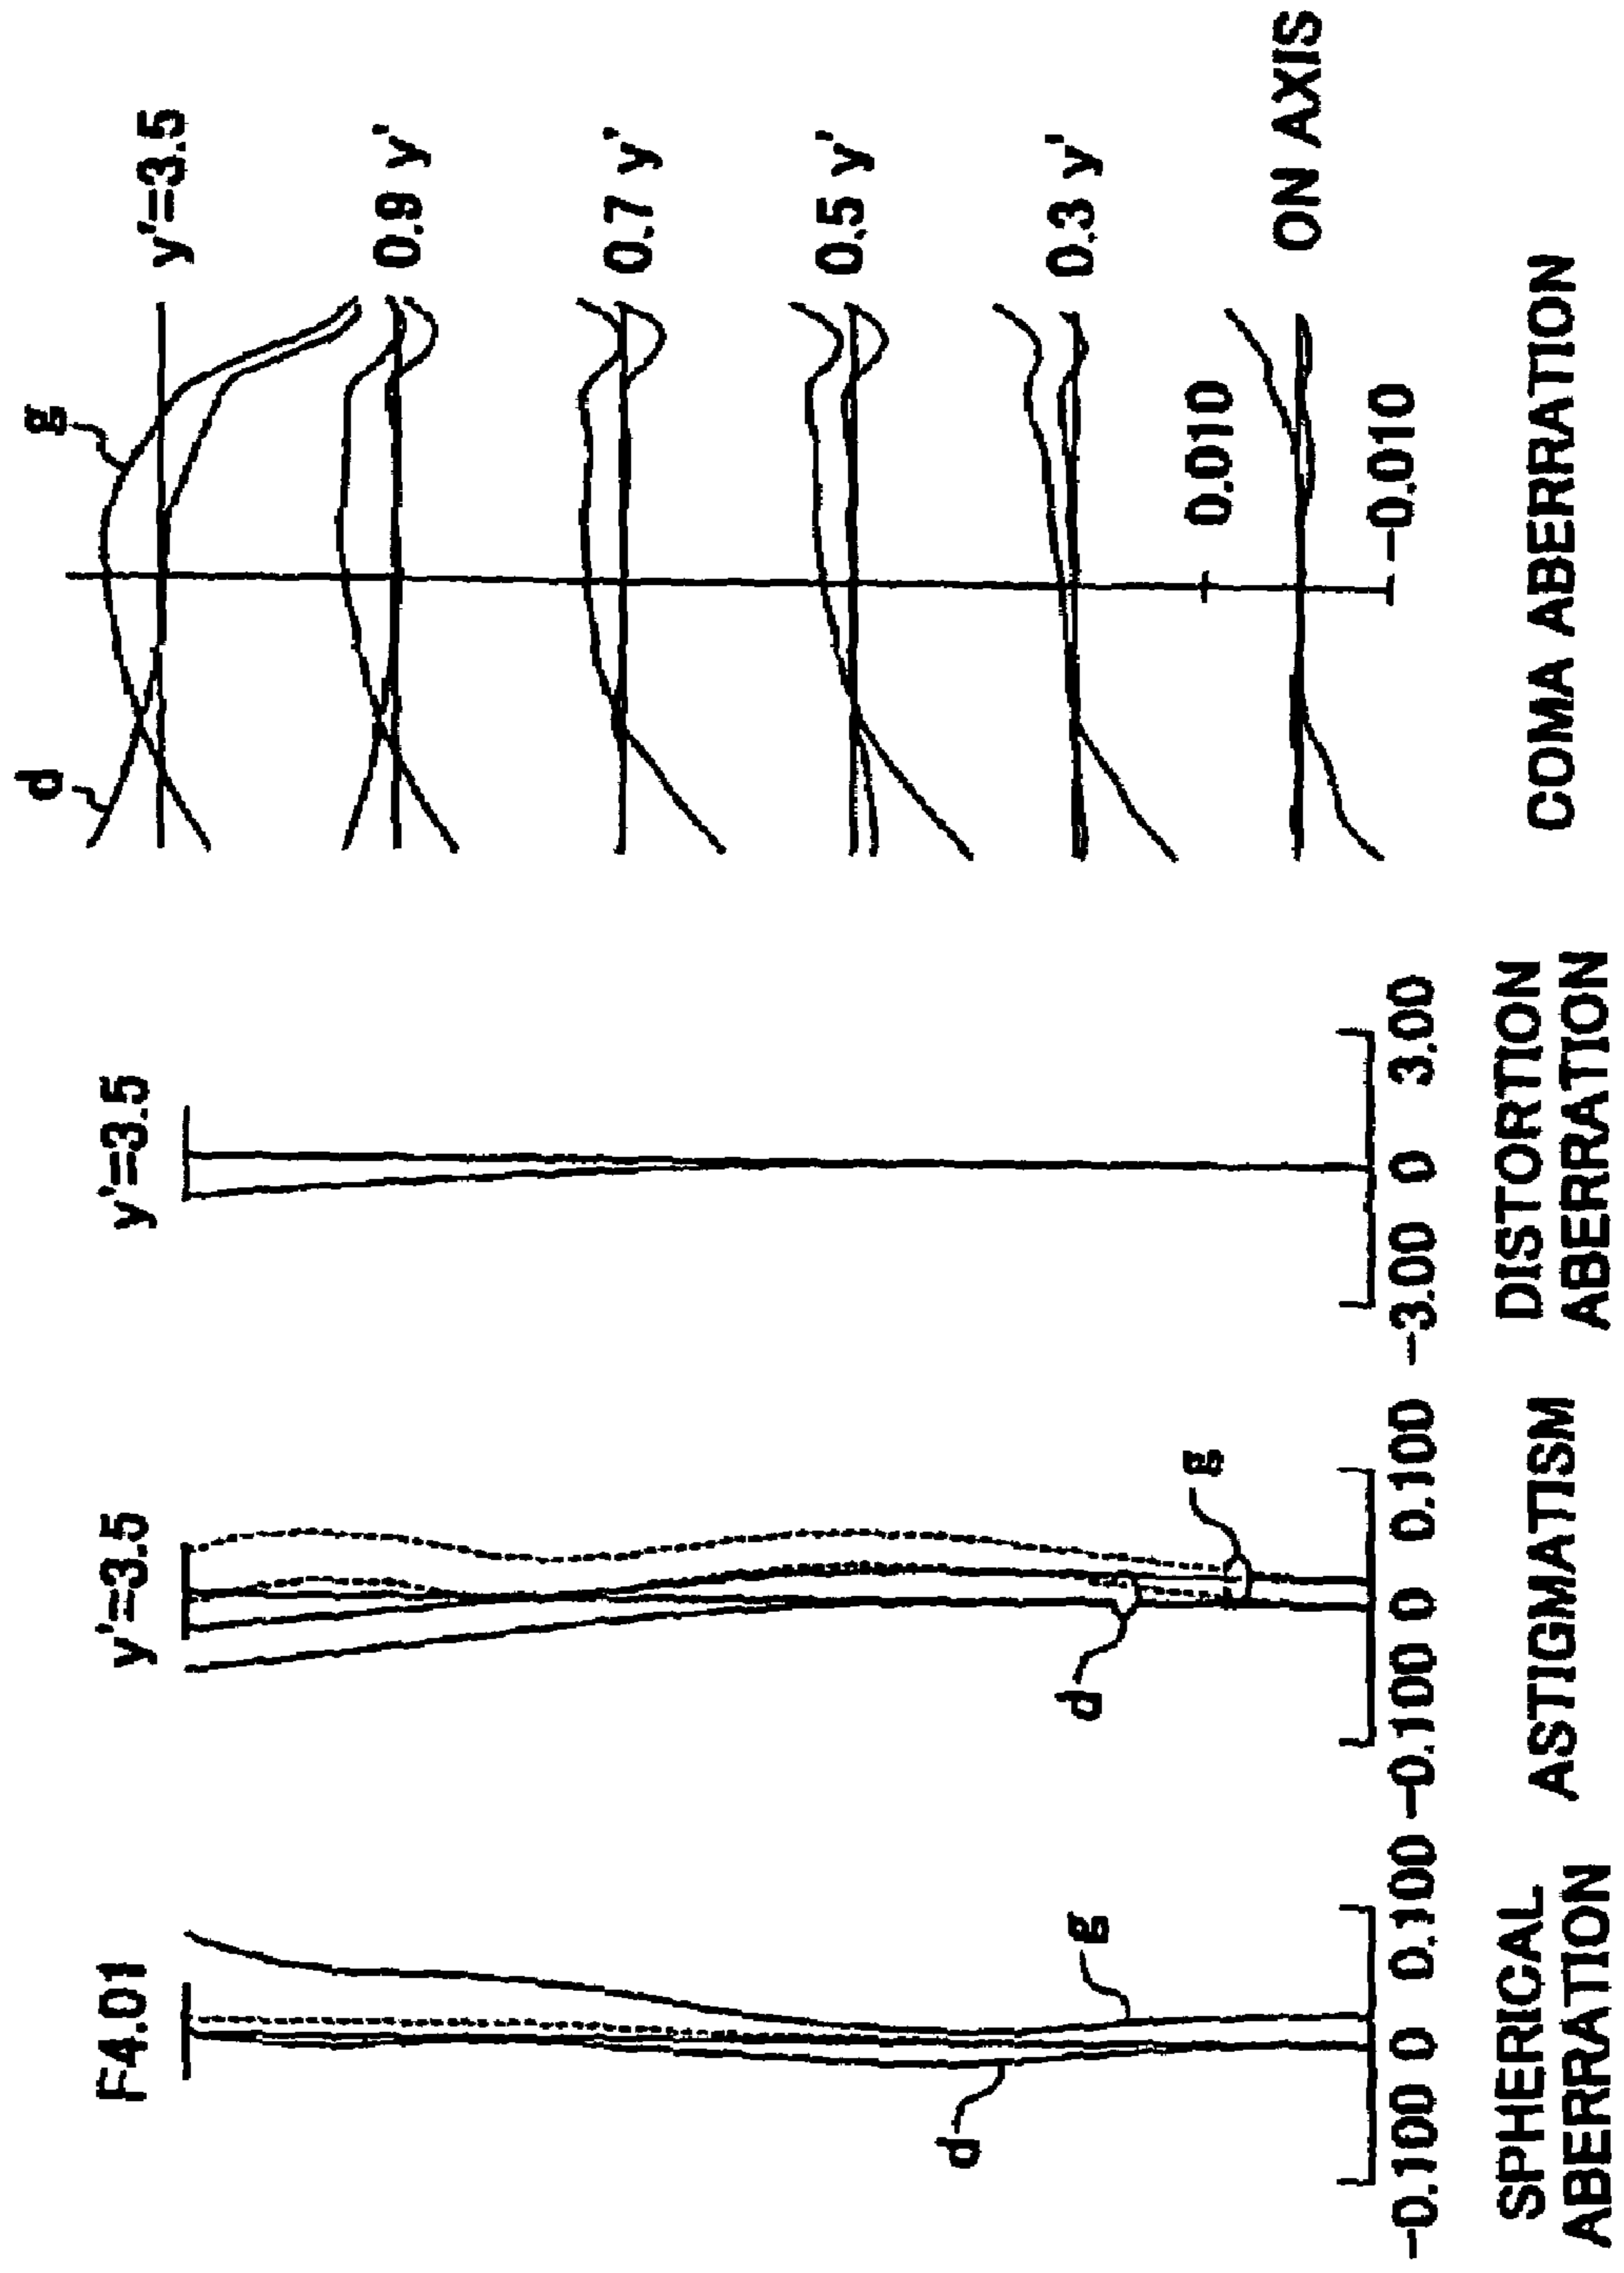 F4.01
g
d
-0.100 0 0.100
SPHERICAL
ABERRATION
y'=3.5
g
d
-0.100 0 0.100
ASTIGMATISM
y'=3.5
-3.00 0 3.00
DISTORTION
ABERRATION
d
g
y'=3.5
0.9 y'
0.7 y'
0.5 y'
0.3 y'
0.010
ON AXIS
-0.010
COMA ABERRATION